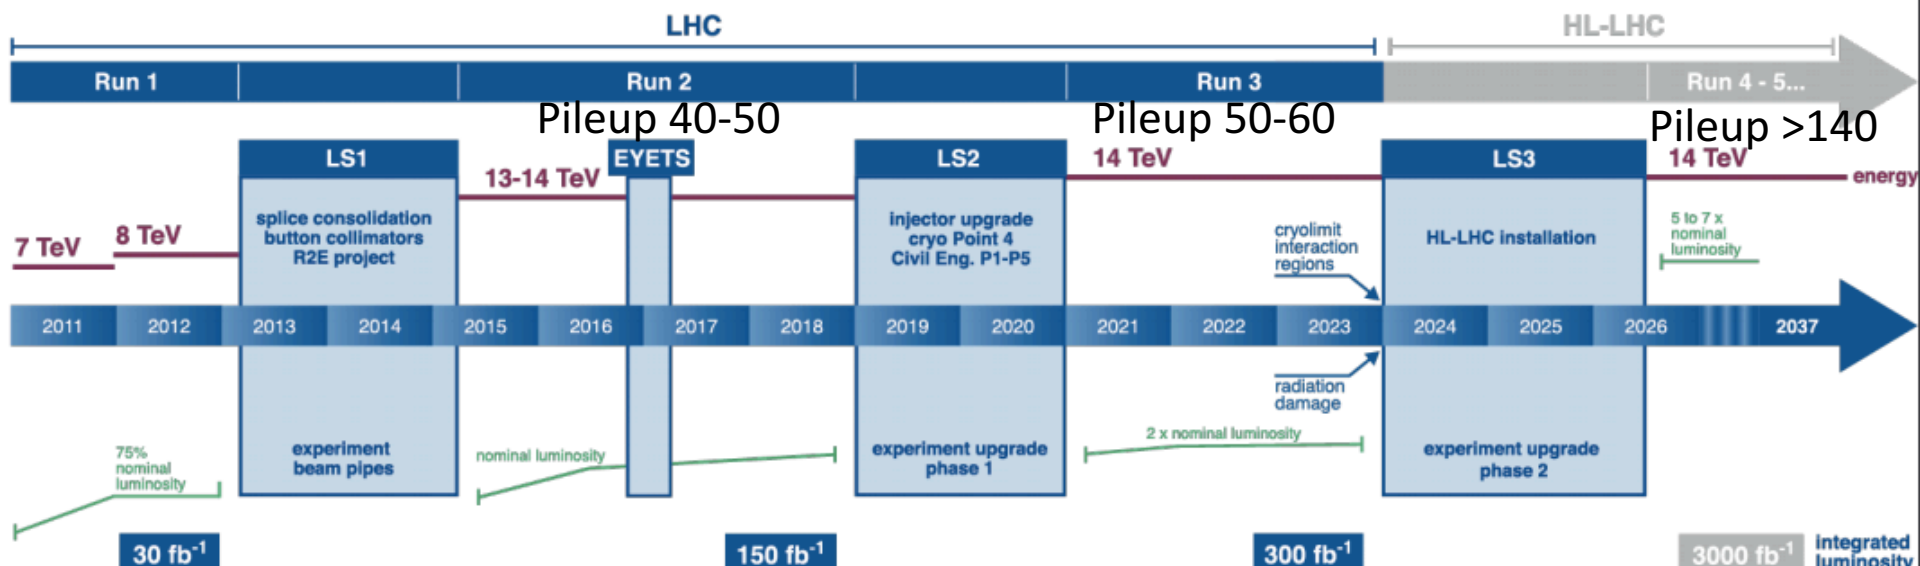 LHC
HL-LHC
Run 1
Run 2
Run 3
Run 4 - 5...
Pileup 40-50
Pileup 50-60
Pileup >140
LS1
EYETS
LS2
LS3
14 TeV
14 TeV
energy
13-14 TeV
7 TeV
8 TeV
splice consolidation
button collimators
R2E project
injector upgrade
cryo Point 4
Civil Eng. P1-P5
cryolimit
interaction
regions
HL-LHC installation
5 to 7 x
nominal
luminosity
2011 2012 2013 2014 2015 2016 2017 2018 2019 2020 2021 2022 2023 2024 2025 2026 2037
radiation
damage
75%
nominal
luminosity
experiment
beam pipes
nominal luminosity
experiment upgrade
phase 1
2 x nominal luminosity
experiment upgrade
phase 2
30 fb⁻¹
150 fb⁻¹
300 fb⁻¹
3000 fb⁻¹
integrated
luminosity